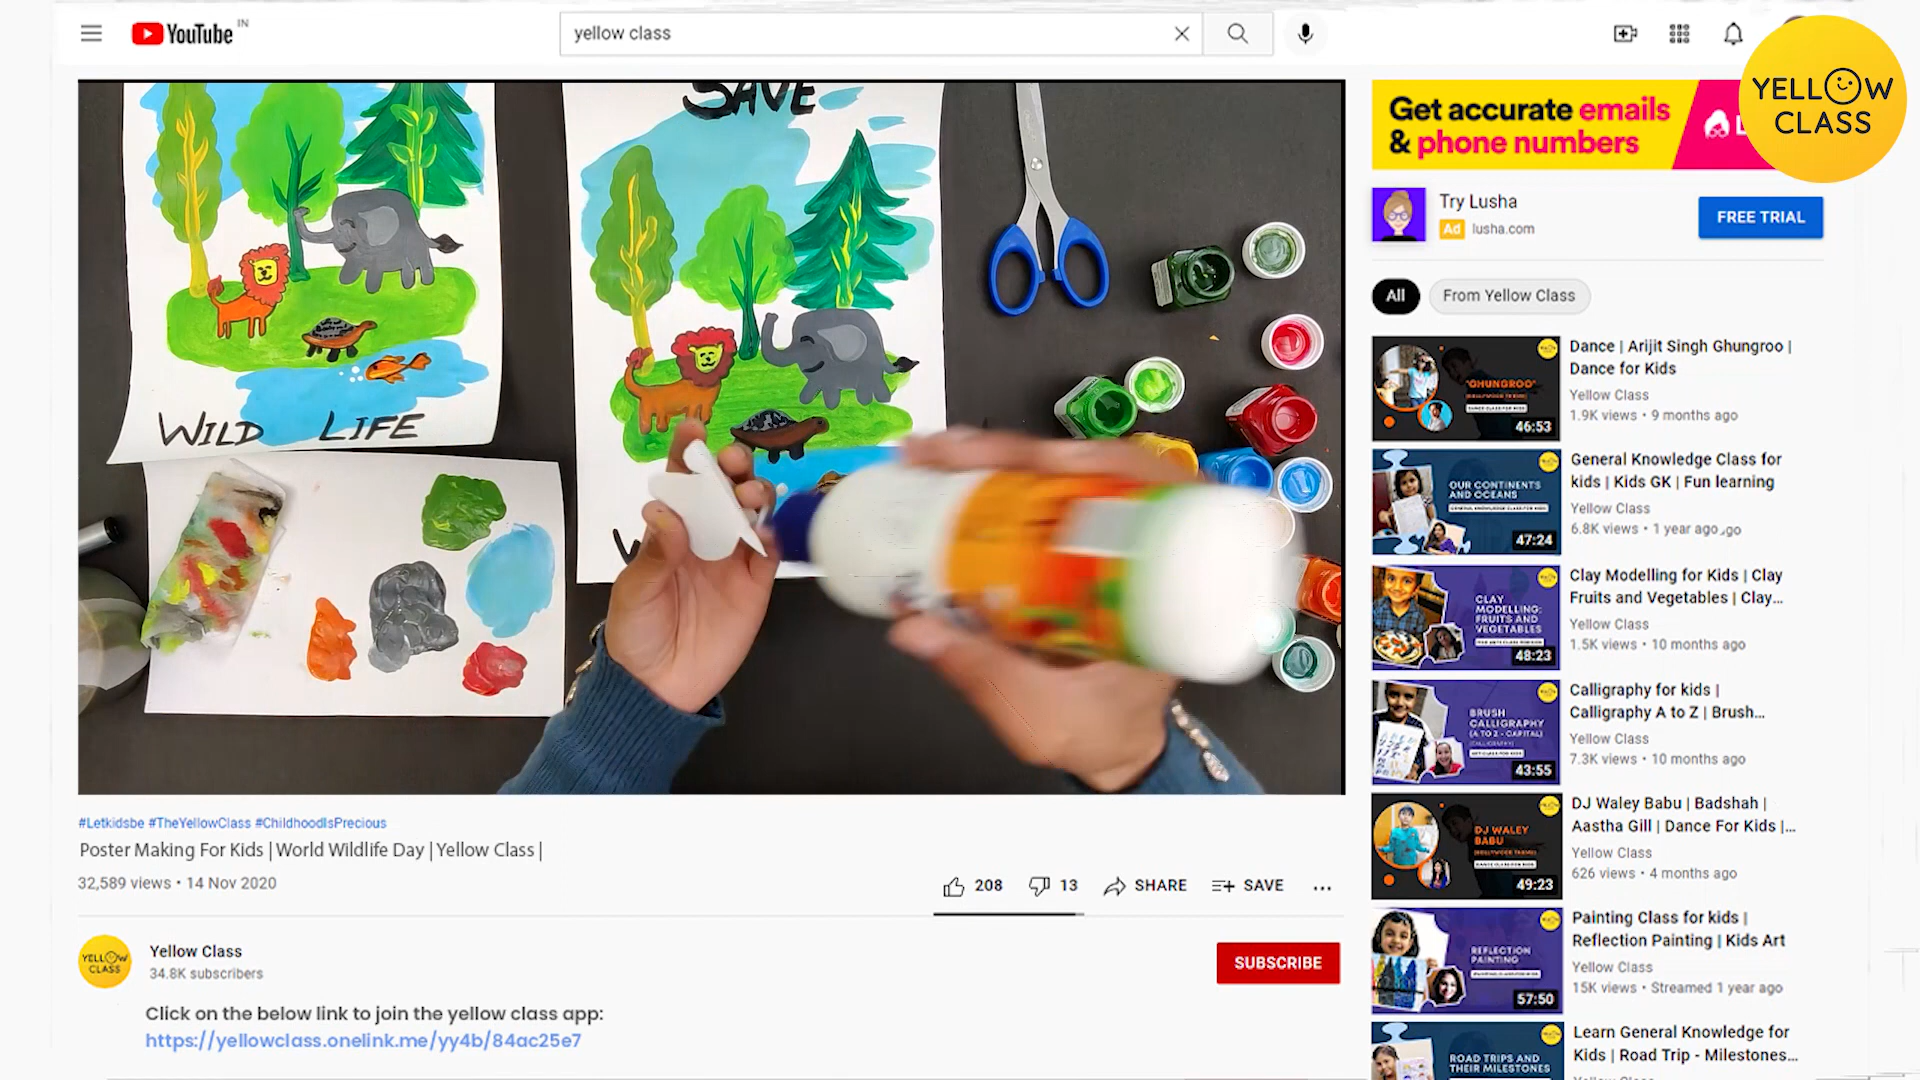 YouTube IN
yellow class
YELLOW
CLASS
SAVE
WILD LIFE
W
Get accurate emails
& phone numbers
Try Lusha
Ad lusha.com
FREE TRIAL
All
From Yellow Class
"GHUNGROO"
46:53
Dance | Arijit Singh Ghungroo |
Dance for Kids
Yellow Class
1.9K views • 9 months ago
OUR CONTINENTS
AND OCEANS
47:24
General Knowledge Class for
kids | Kids GK | Fun learning
Yellow Class
6.8K views • 1 year ago
CLAY
MODELLING:
FRUITS AND
VEGETABLES
48:23
Clay Modelling for Kids | Clay
Fruits and Vegetables | Clay...
Yellow Class
1.5K views • 10 months ago
BRUSH
CALLIGRAPHY
(A TO Z - CAPITAL)
43:55
Calligraphy for kids |
Calligraphy A to Z | Brush...
Yellow Class
7.3K views • 10 months ago
DJ WALEY
BABU
49:23
DJ Waley Babu | Badshah |
Aastha Gill | Dance For Kids |...
Yellow Class
626 views • 4 months ago
REFLECTION
PAINTING
57:50
Painting Class for kids |
Reflection Painting | Kids Art
Yellow Class
15K views • Streamed 1 year ago
ROAD TRIPS AND
THEIR MILESTONES
Learn General Knowledge for
Kids | Road Trip - Milestones...
#Letkidsbe #TheYellowClass #ChildhoodIsPrecious
Poster Making For Kids | World Wildlife Day | Yellow Class |
32,589 views • 14 Nov 2020
208 13 SHARE SAVE ...
YELLOW
CLASS
Yellow Class
34.8K subscribers
SUBSCRIBE
Click on the below link to join the yellow class app:
https://yellowclass.onelink.me/yy4b/84ac25e7